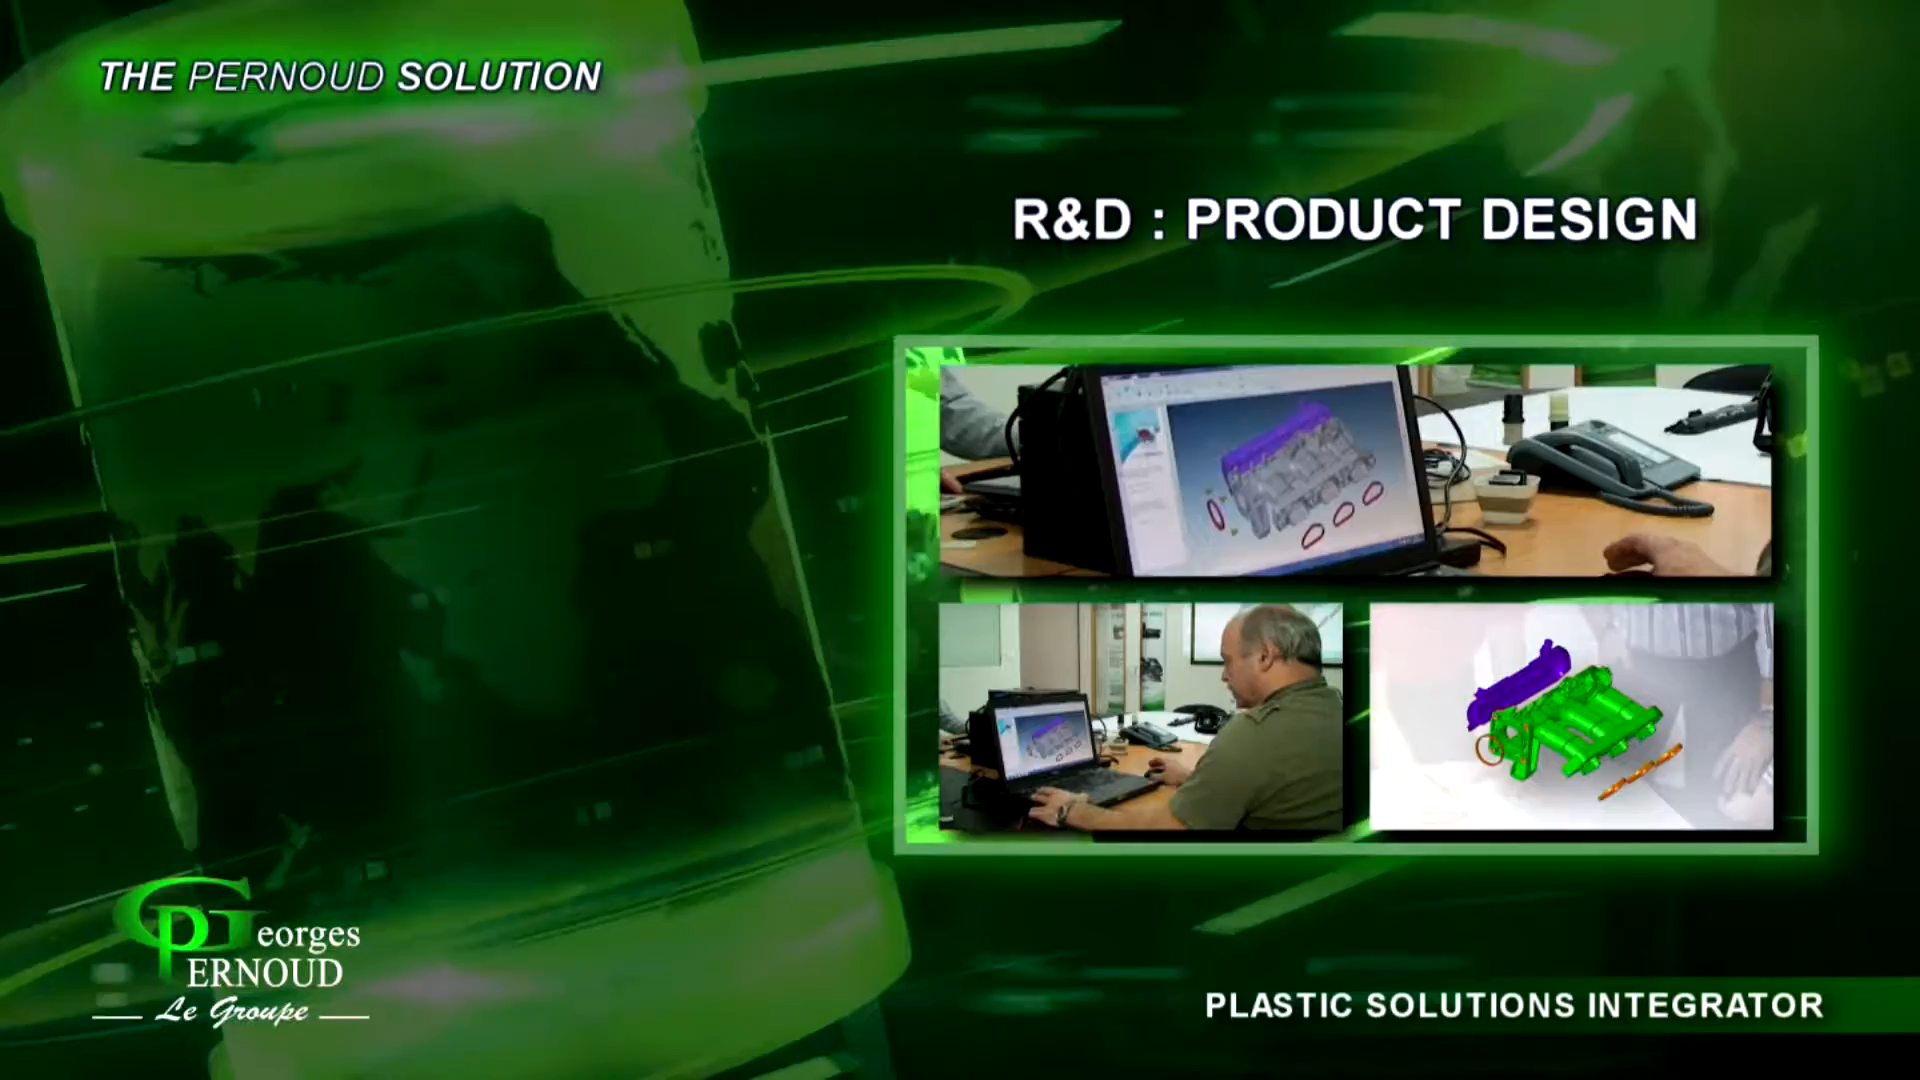 THE PERNOUD SOLUTION
R&D : PRODUCT DESIGN
Georges
PERNOUD
Le Groupe
PLASTIC SOLUTIONS INTEGRATOR